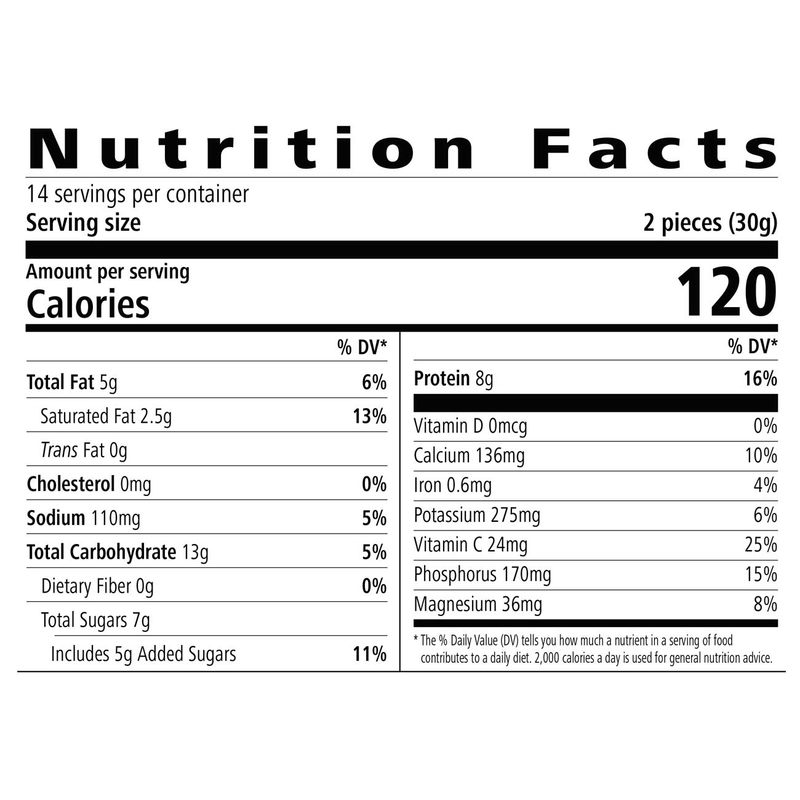 Nutrition Facts
14 servings per container
Serving size 2 pieces (30g)
Amount per serving
Calories 120
% DV*
Total Fat 5g 6%
Saturated Fat 2.5g 13%
Trans Fat 0g
Cholesterol 0mg 0%
Sodium 110mg 5%
Total Carbohydrate 13g 5%
Dietary Fiber 0g 0%
Total Sugars 7g
Includes 5g Added Sugars 11%
% DV*
Protein 8g 16%
Vitamin D 0mcg 0%
Calcium 136mg 10%
Iron 0.6mg 4%
Potassium 275mg 6%
Vitamin C 24mg 25%
Phosphorus 170mg 15%
Magnesium 36mg 8%
* The % Daily Value (DV) tells you how much a nutrient in a serving of food
contributes to a daily diet. 2,000 calories a day is used for general nutrition advice.